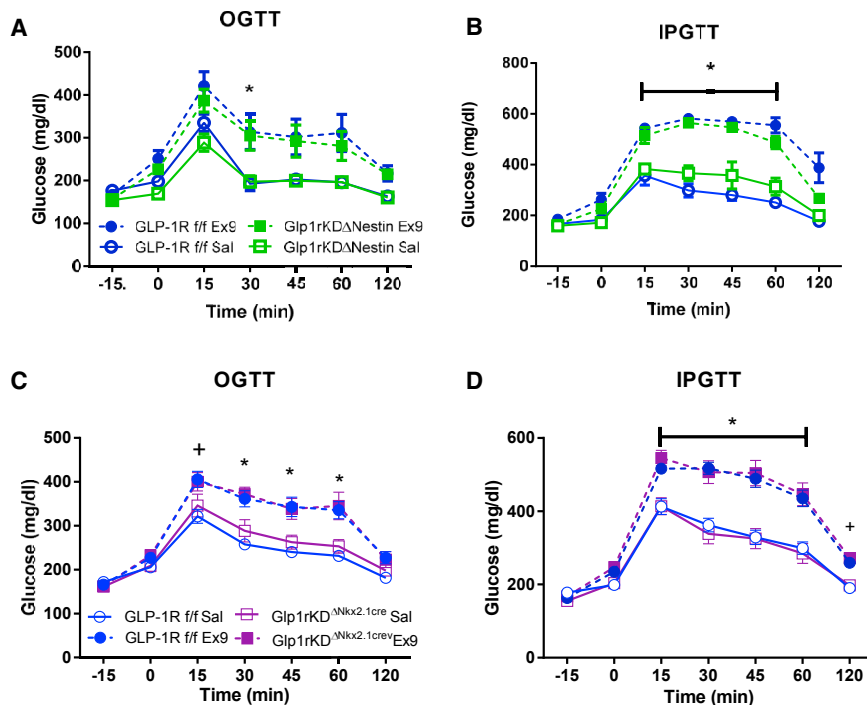 A
OGTT
*
Glucose (mg/dl)
500
400
300
200
100
0
GLP-1R f/f Ex9
GLP-1R f/f Sal
Glp1rKDΔNestin Ex9
Glp1rKDΔNestin Sal
-15.
0
15
30
45
60
120
Time (min)
B
IPGTT
*
Glucose (mg/dl)
800
600
400
200
0
-15
0
15
30
45
60
120
Time (min)
C
OGTT
+
*
*
*
Glucose (mg/dl)
500
400
300
200
100
0
GLP-1R f/f Sal
GLP-1R f/f Ex9
Glp1rKDΔNkx2.1cre Sal
Glp1rKDΔNkx2.1crevEx9
-15
0
15
30
45
60
120
Time (min)
D
IPGTT
*
+
Glucose (mg/dl)
600
400
200
0
-15
0
15
30
45
60
120
Time (min)